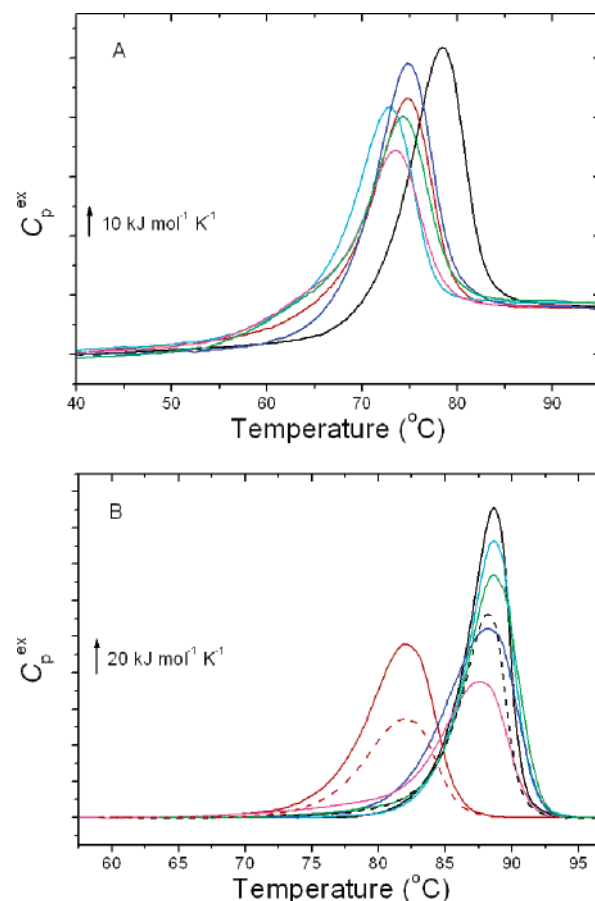 A
C_p^ex
10 kJ mol⁻¹ K⁻¹
40 50 60 70 80 90
Temperature (°C)
B
C_p^ex
20 kJ mol⁻¹ K⁻¹
60 65 70 75 80 85 90 95
Temperature (°C)